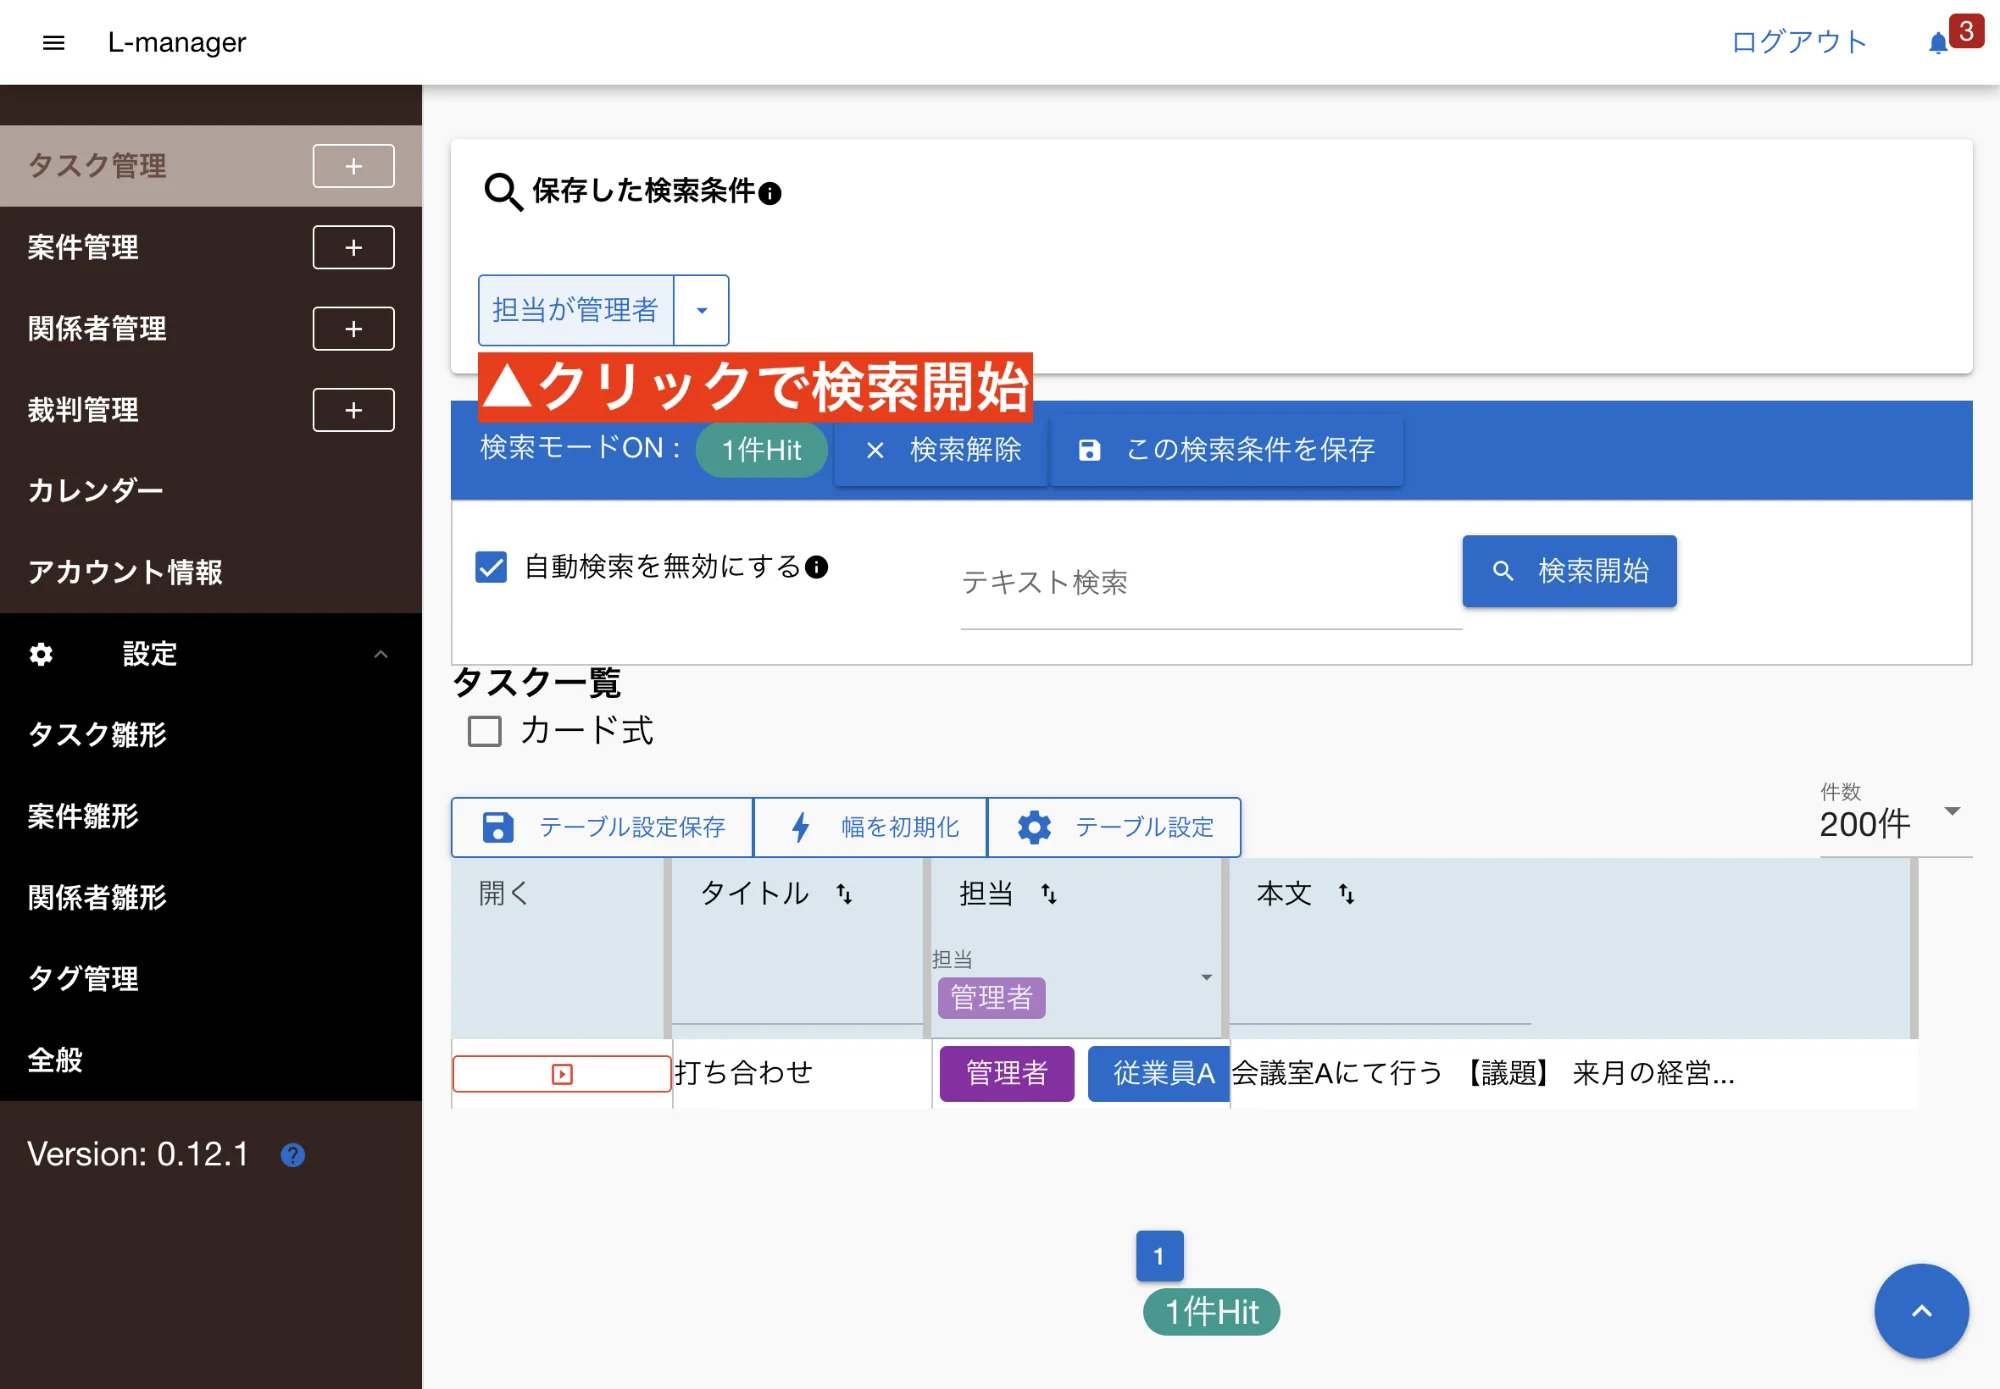 L-manager
ログアウト
3
タスク管理
案件管理
関係者管理
裁判管理
カレンダー
アカウント情報
設定
タスク雛形
案件雛形
関係者雛形
タグ管理
全般
Version: 0.12.1
保存した検索条件
担当が管理者
▲クリックで検索開始
検索モードON : 1件Hit × 検索解除 この検索条件を保存
自動検索を無効にする テキスト検索 検索開始
タスク一覧
カード式
件数
200件
テーブル設定保存 幅を初期化 テーブル設定
開く タイトル 担当 本文
担当
管理者
打ち合わせ 管理者 従業員A 会議室Aにて行う 【議題】 来月の経営...
1
1件Hit